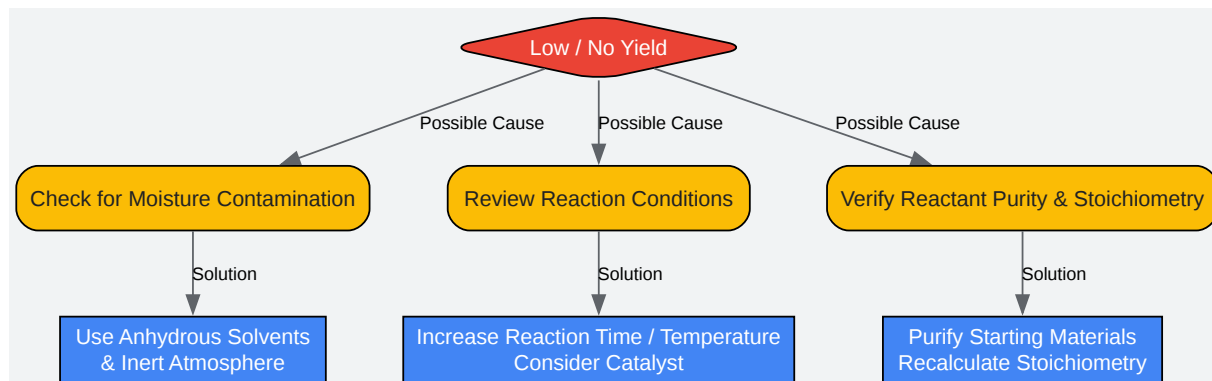 Low / No Yield
Possible Cause
Possible Cause
Possible Cause
Check for Moisture Contamination
Review Reaction Conditions
Verify Reactant Purity & Stoichiometry
Solution
Solution
Solution
Use Anhydrous Solvents
& Inert Atmosphere
Increase Reaction Time / Temperature
Consider Catalyst
Purify Starting Materials
Recalculate Stoichiometry